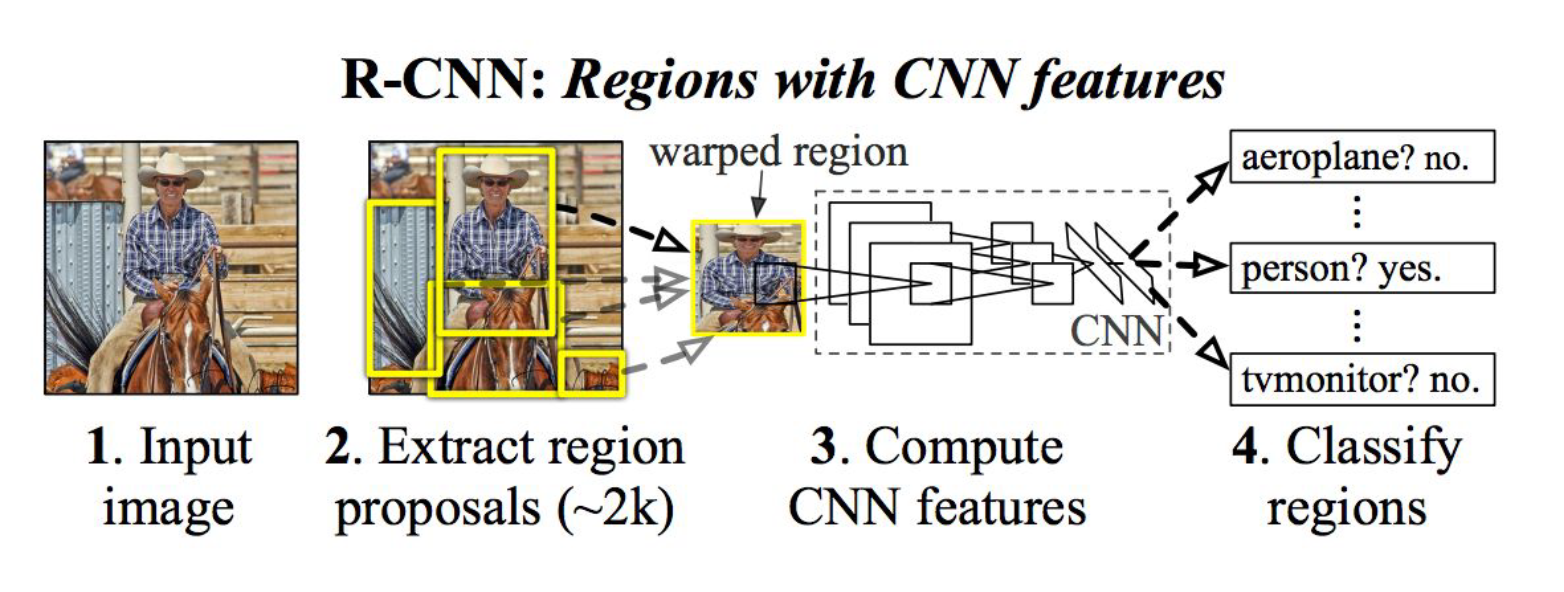 R-CNN: Regions with CNN features
warped region
aeroplane? no.
person? yes.
tvmonitor? no.
CNN
1. Input
image
2. Extract region
proposals (~2k)
3. Compute
CNN features
4. Classify
regions